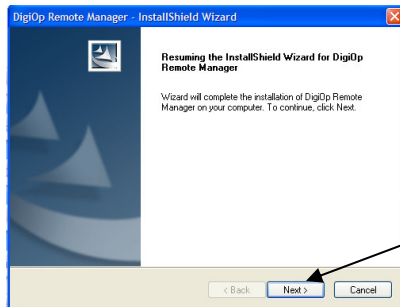 DigiOp Remote Manager - InstallShield Wizard
Resuming the InstallShield Wizard for DigiOp
Remote Manager
Wizard will complete the installation of DigiOp Remote
Manager on your computer. To continue, click Next.
< Back
Next >
Cancel